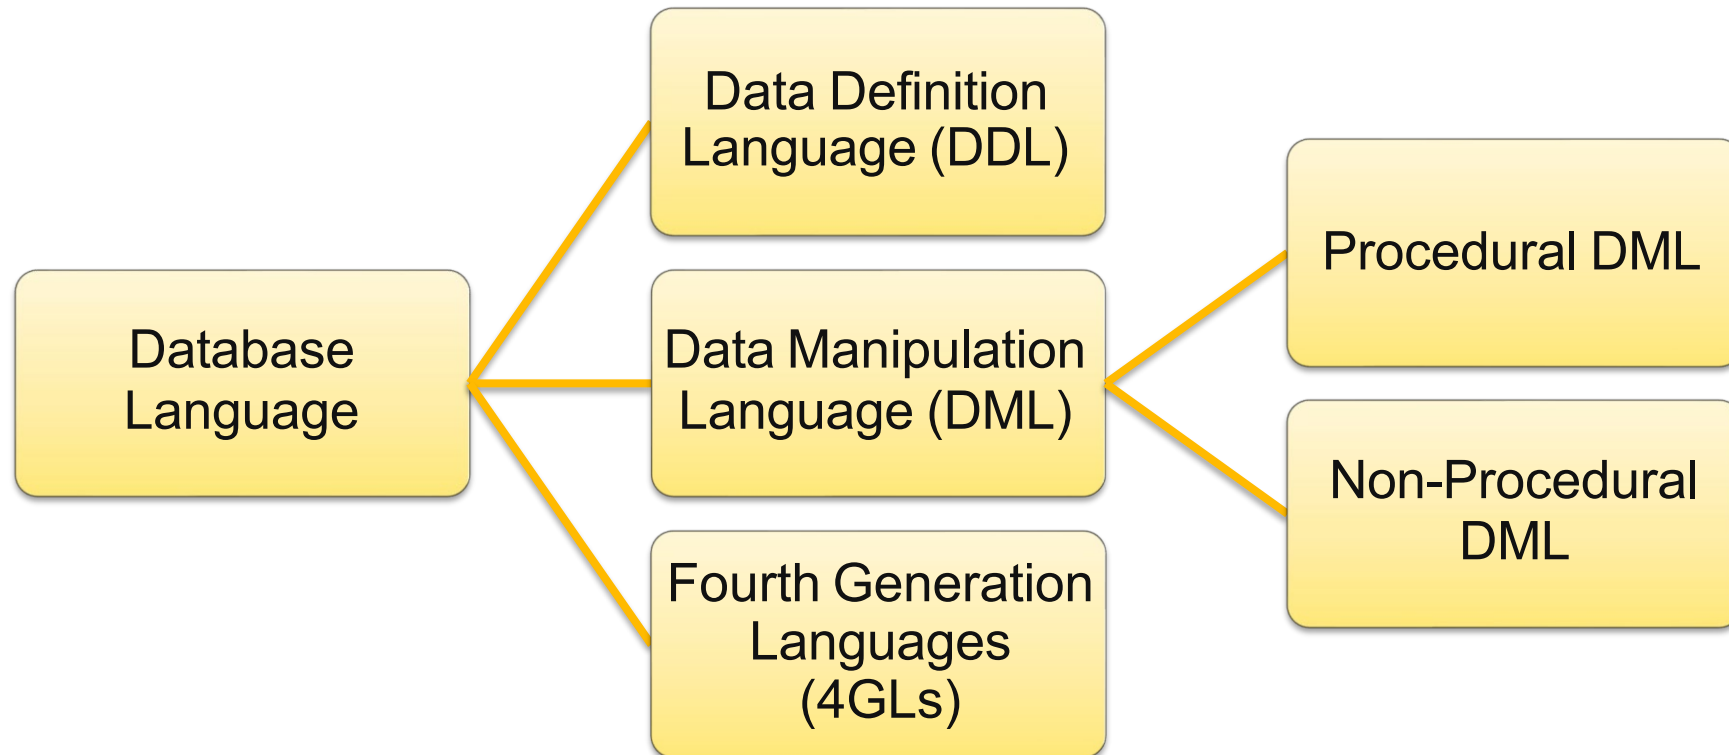 Database
Language
Data Definition
Language (DDL)
Data Manipulation
Language (DML)
Fourth Generation
Languages
(4GLs)
Procedural DML
Non-Procedural
DML